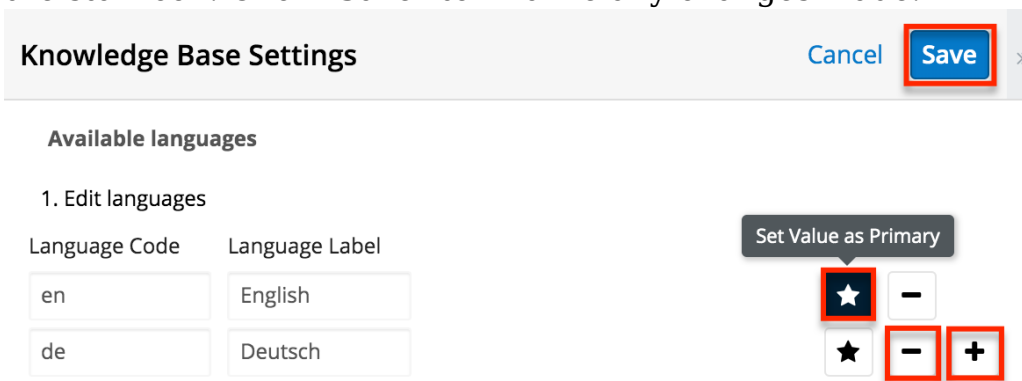 Knowledge Base Settings
Cancel
Save
Available languages
1. Edit languages
Language Code
Language Label
Set Value as Primary
en
English
de
Deutsch